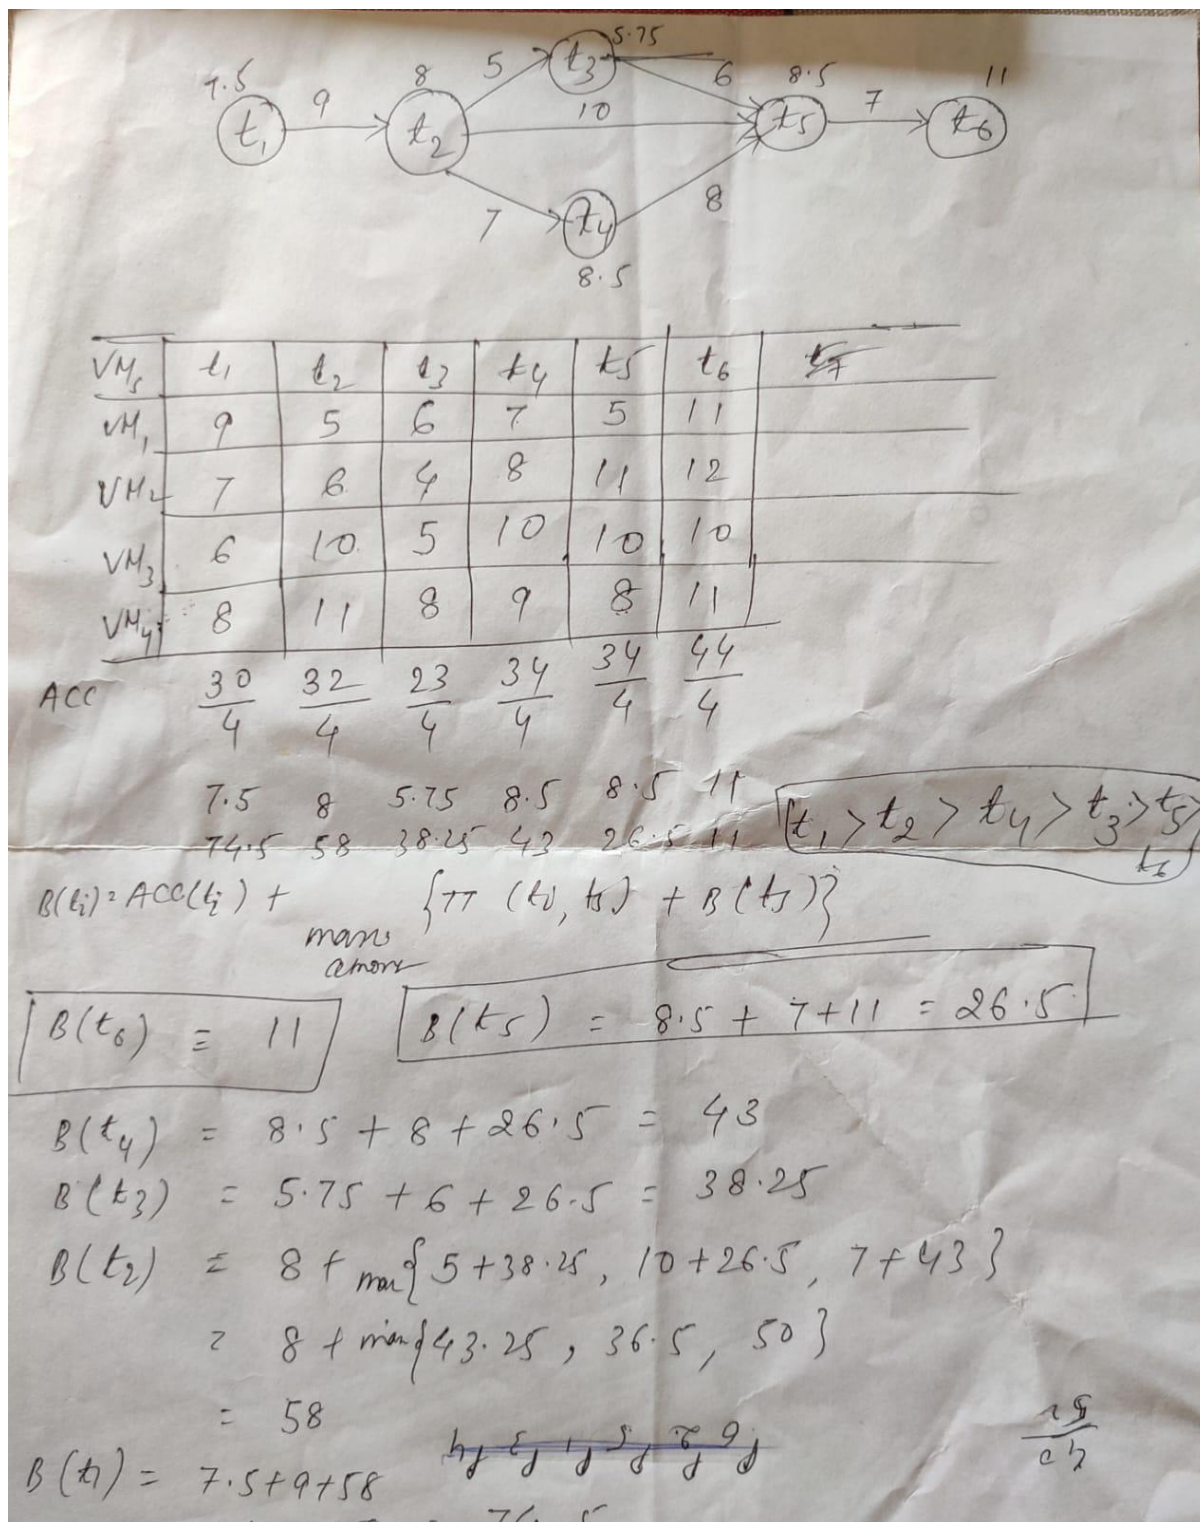 7.5 9 8 5 t3 5.75 6 8.5 7 11
t1 t2 10 t5 t6
7 t4 8
8.5
VMs t1 t2 t3 t4 t5 t6
VM1 9 5 6 7 5 11
VM2 7 6 4 8 11 12
VM3 6 10 5 10 10 10
VM4 8 11 8 9 8 11
ACC 30/4 32/4 23/4 34/4 34/4 44/4
7.5 8 5.75 8.5 8.5 11
74.5 58 38.25 43 26.5 11
t1 > t2 > t4 > t3 > t5 >
t6
B(ti) = ACC(ti) + max {TT (ti, tj) + B(tj)}
B(t6) = 11
B(t5) = 8.5 + 7 + 11 = 26.5
B(t4) = 8.5 + 8 + 26.5 = 43
B(t3) = 5.75 + 6 + 26.5 = 38.25
B(t2) = 8 + max{5+38.25, 10+26.5, 7+43}
= 8 + max{43.25, 36.5, 50}
= 58
B(t1) = 7.5+9+58